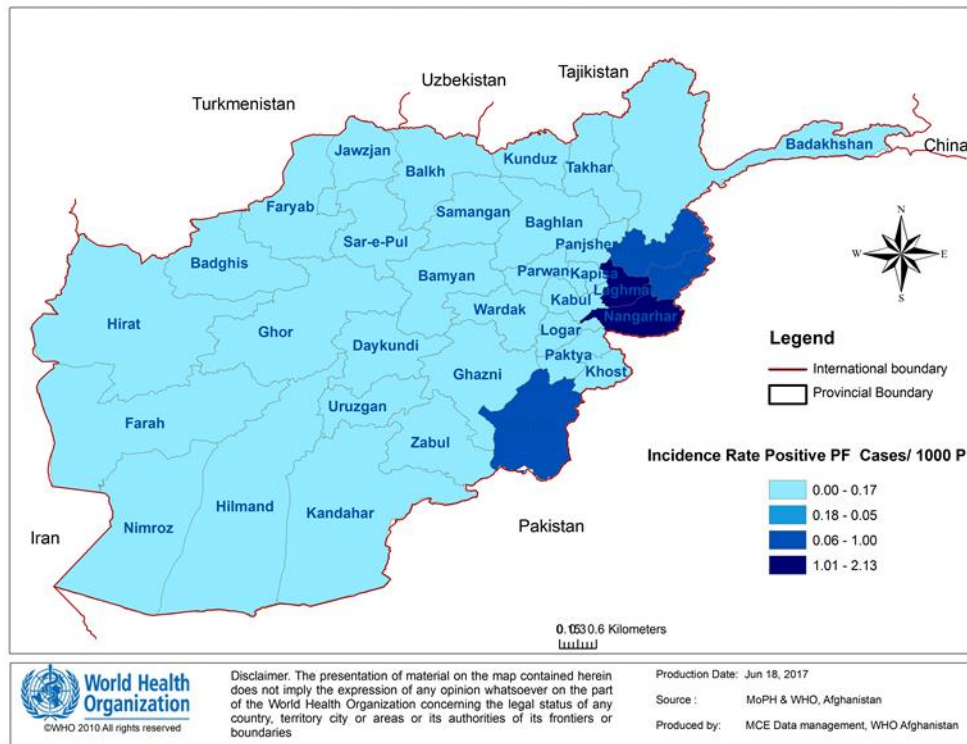 Uzbekistan
Tajikistan
Turkmenistan
Badakhshan
China
Jawzjan
Kunduz
Balkh
Takhar
Faryab
Samangan
Baghlan
Sar-e-Pul
Panjsher
Badghis
Bamyan
Parwan
Kapisa
Laghman
Kabul
Wardak
Nangarhar
Hirat
Ghor
Logar
Daykundi
Paktya
Ghazni
Khost
Uruzgan
Farah
Zabul
Hilmand
Kandahar
Nimroz
Iran
Pakistan
N
W E
S
Legend
International boundary
Provincial Boundary
Incidence Rate Positive PF Cases/ 1000 P
0.00 - 0.17
0.18 - 0.05
0.06 - 1.00
1.01 - 2.13
0.6 Kilometers
World Health
Organization
©WHO 2010 All rights reserved
Disclaimer. The presentation of material on the map contained herein
does not imply the expression of any opinion whatsoever on the part
of the World Health Organization concerning the legal status of any
country, territory city or areas or its authorities of its frontiers or
boundaries
Production Date: Jun 18, 2017
Source : MoPH & WHO, Afghanistan
Produced by: MCE Data management, WHO Afghanistan